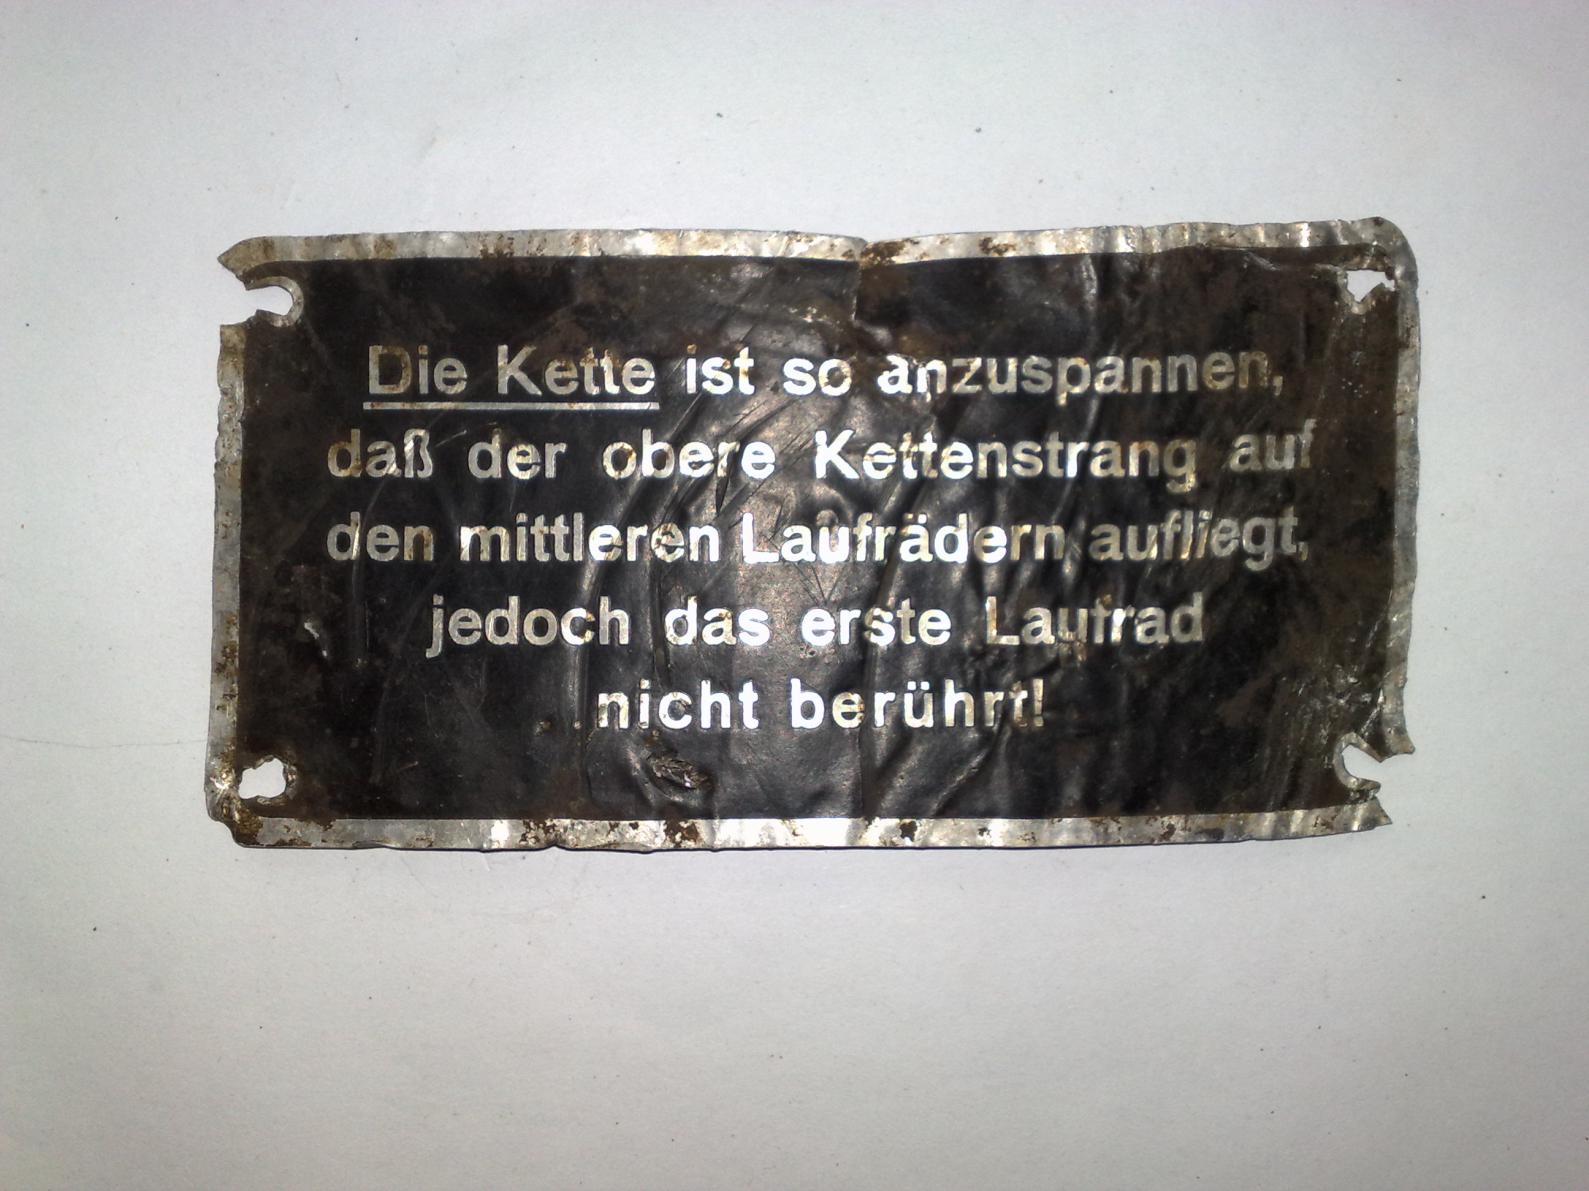 Die Kette ist so anzuspannen,
daß der obere Kettenstrang auf
den mittleren Laufrädern aufliegt,
jedoch das erste Laufrad
nicht berührt!